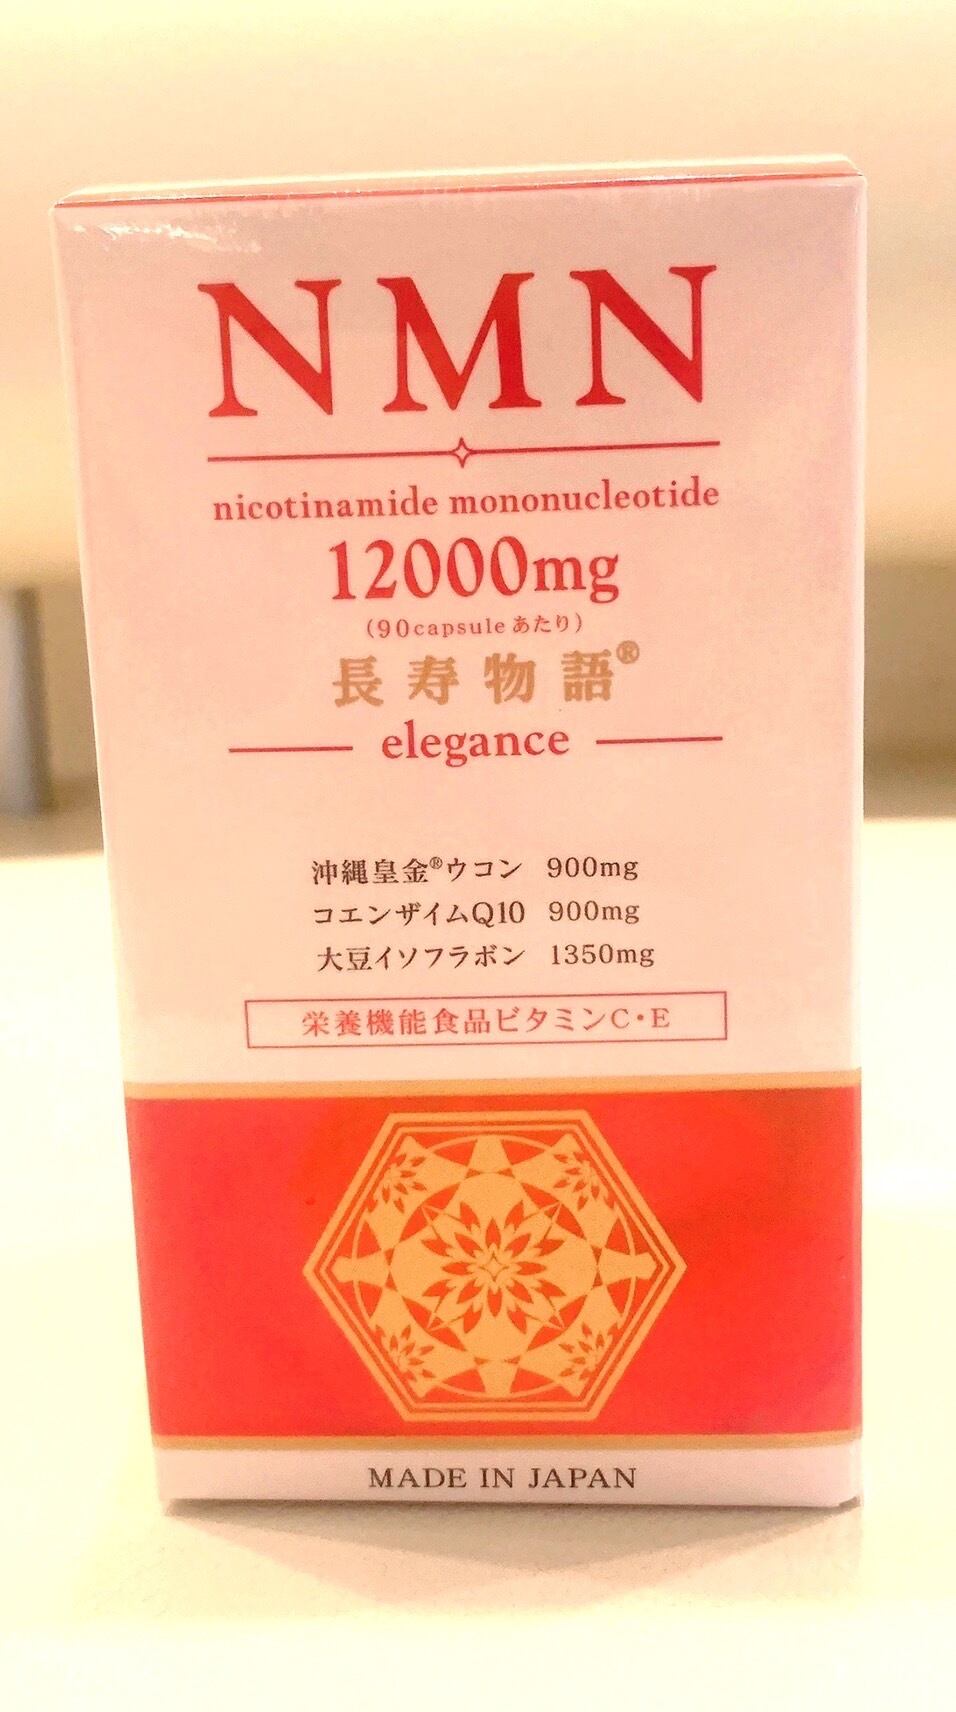 NMN
nicotinamide mononucleotide
12000mg
(90capsuleあたり)
長寿物語®
elegance
沖縄皇金®ウコン 900mg
コエンザイムQ10 900mg
大豆イソフラボン 1350mg
栄養機能食品ビタミンC・E
MADE IN JAPAN